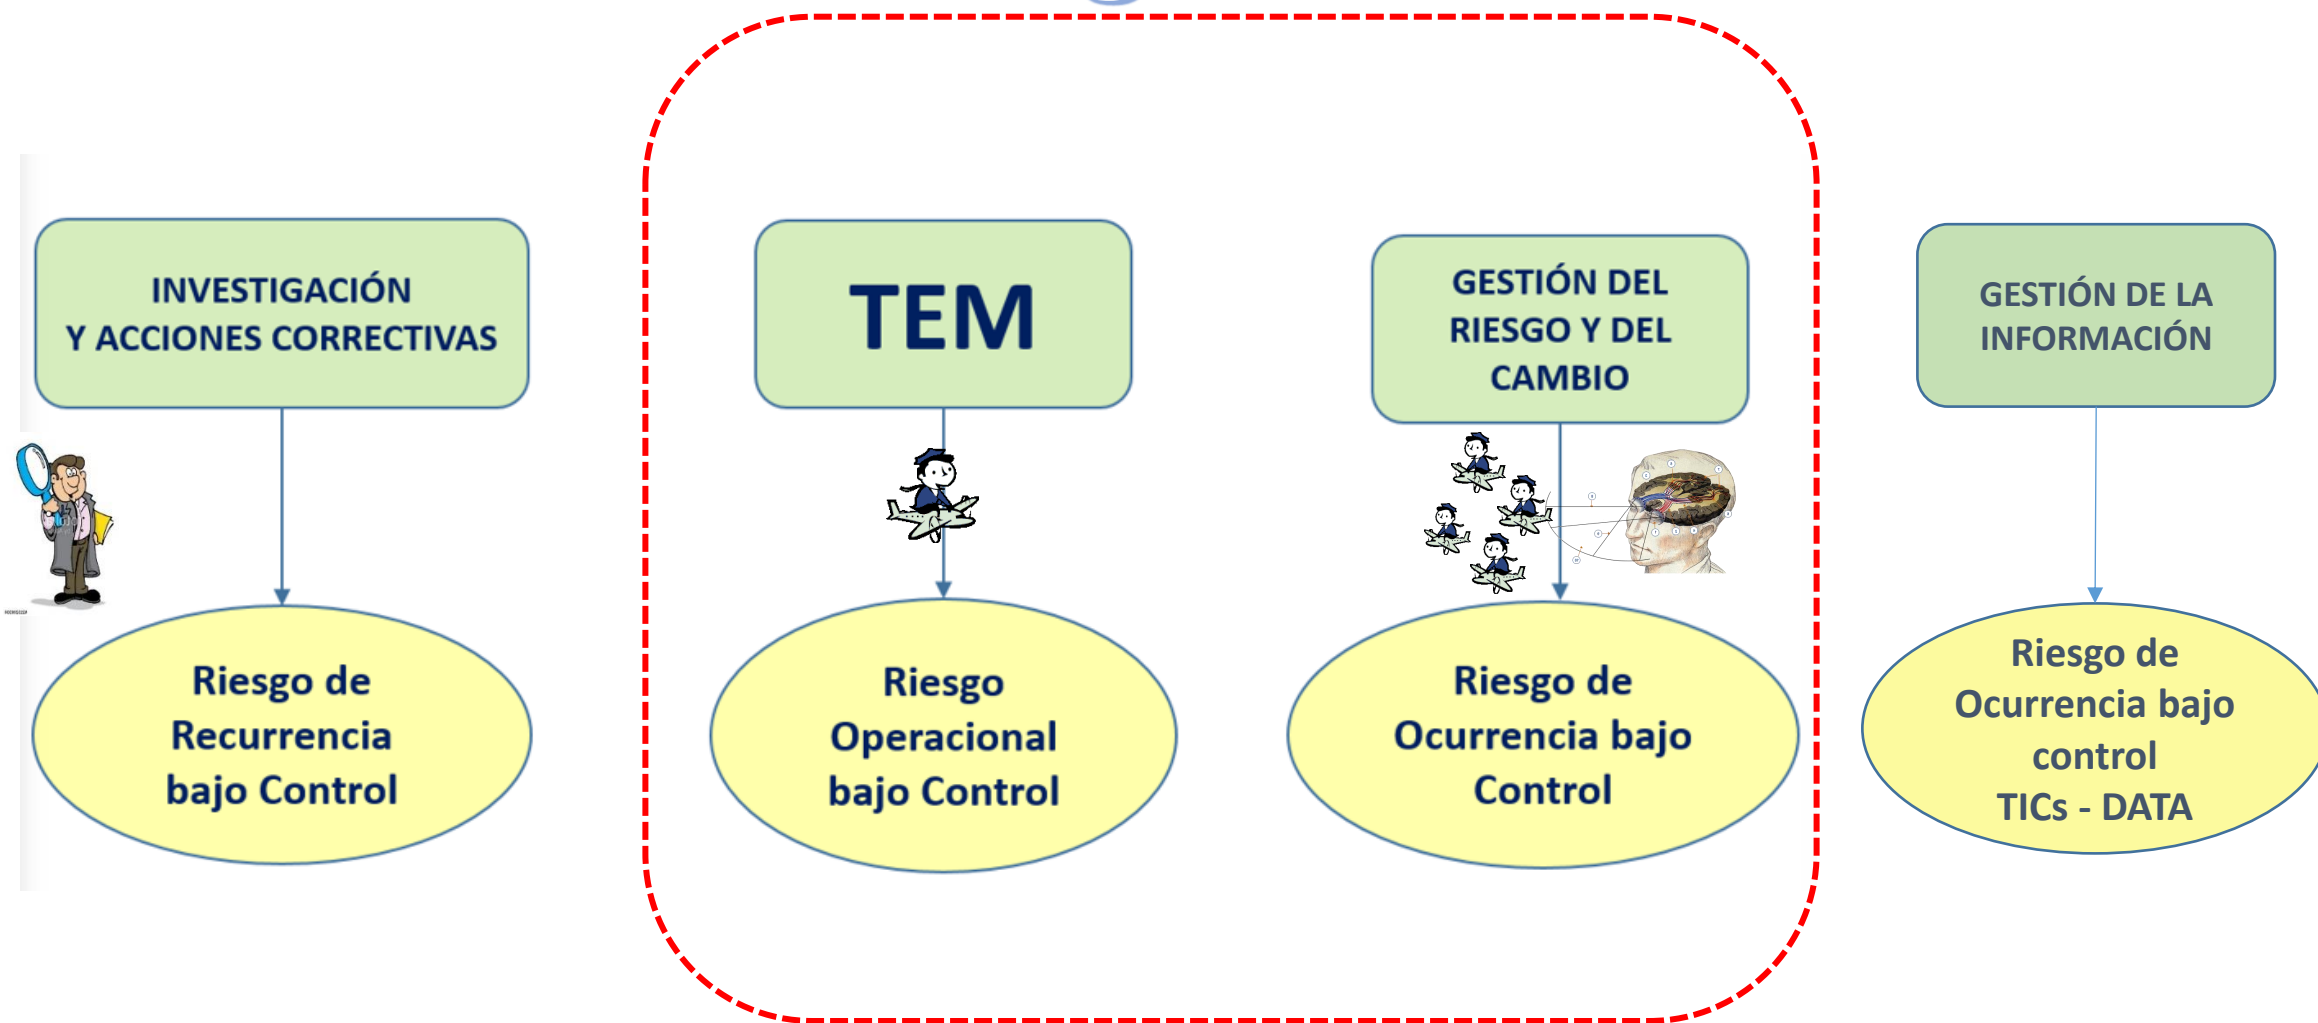 INVESTIGACIÓN
Y ACCIONES CORRECTIVAS
TEM
GESTIÓN DEL
RIESGO Y DEL
CAMBIO
GESTIÓN DE LA
INFORMACIÓN
Riesgo de
Recurrencia
bajo Control
Riesgo
Operacional
bajo Control
Riesgo de
Ocurrencia bajo
Control
Riesgo de
Ocurrencia bajo
control
TICs - DATA